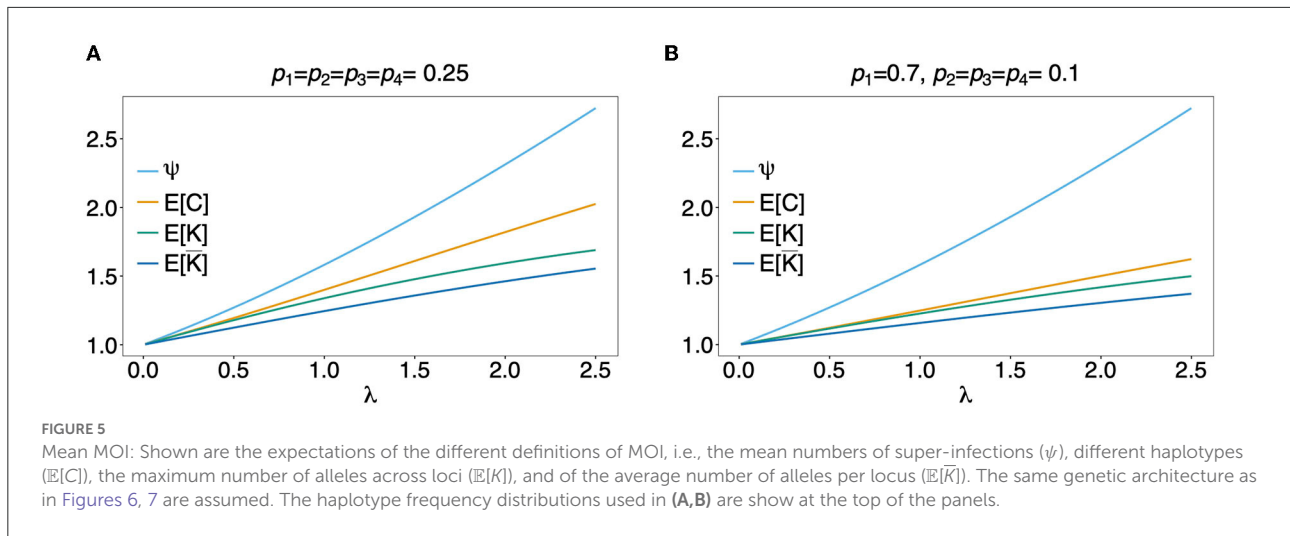 A
p₁=p₂=p₃=p₄= 0.25
2.5
2.0
1.5
1.0
ψ
E[C]
E[K]
E[K̅]
0.0 0.5 1.0 1.5 2.0 2.5
λ
B
p₁=0.7, p₂=p₃=p₄= 0.1
2.5
2.0
1.5
1.0
ψ
E[C]
E[K]
E[K̅]
0.0 0.5 1.0 1.5 2.0 2.5
λ
FIGURE 5
Mean MOI: Shown are the expectations of the different definitions of MOI, i.e., the mean numbers of super-infections (ψ), different haplotypes
(𝔼[C]), the maximum number of alleles across loci (𝔼[K]), and of the average number of alleles per locus (𝔼[K̅]). The same genetic architecture as
in Figures 6, 7 are assumed. The haplotype frequency distributions used in (A,B) are show at the top of the panels.